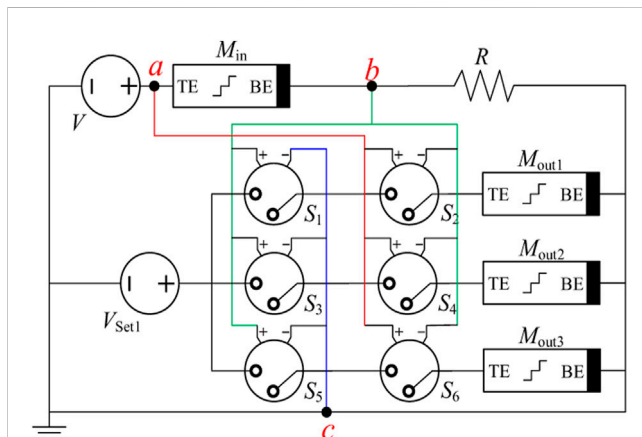 a
M_in
b
R
V
TE BE
+ −
+ −
S_1
S_2
M_out1
TE BE
+ −
+ −
S_3
S_4
M_out2
TE BE
V_Set1
+ −
+ −
S_5
S_6
M_out3
TE BE
c